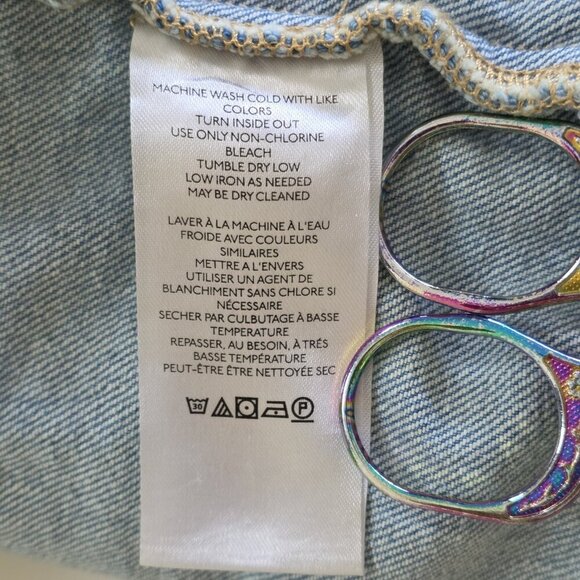 MACHINE WASH COLD WITH LIKE
COLORS
TURN INSIDE OUT
USE ONLY NON-CHLORINE
BLEACH
TUMBLE DRY LOW
LOW IRON AS NEEDED
MAY BE DRY CLEANED
LAVER À LA MACHINE À L'EAU
FROIDE AVEC COULEURS
SIMILAIRES
METTRE A L'ENVERS
UTILISER UN AGENT DE
BLANCHIMENT SANS CHLORE SI
NÉCESSAIRE
SECHER PAR CULBUTAGE À BASSE
TEMPERATURE
REPASSER, AU BESOIN, À TRÉS
BASSE TEMPÉRATURE
PEUT-ÊTRE ÊTRE NETTOYÉE SEC
30 P